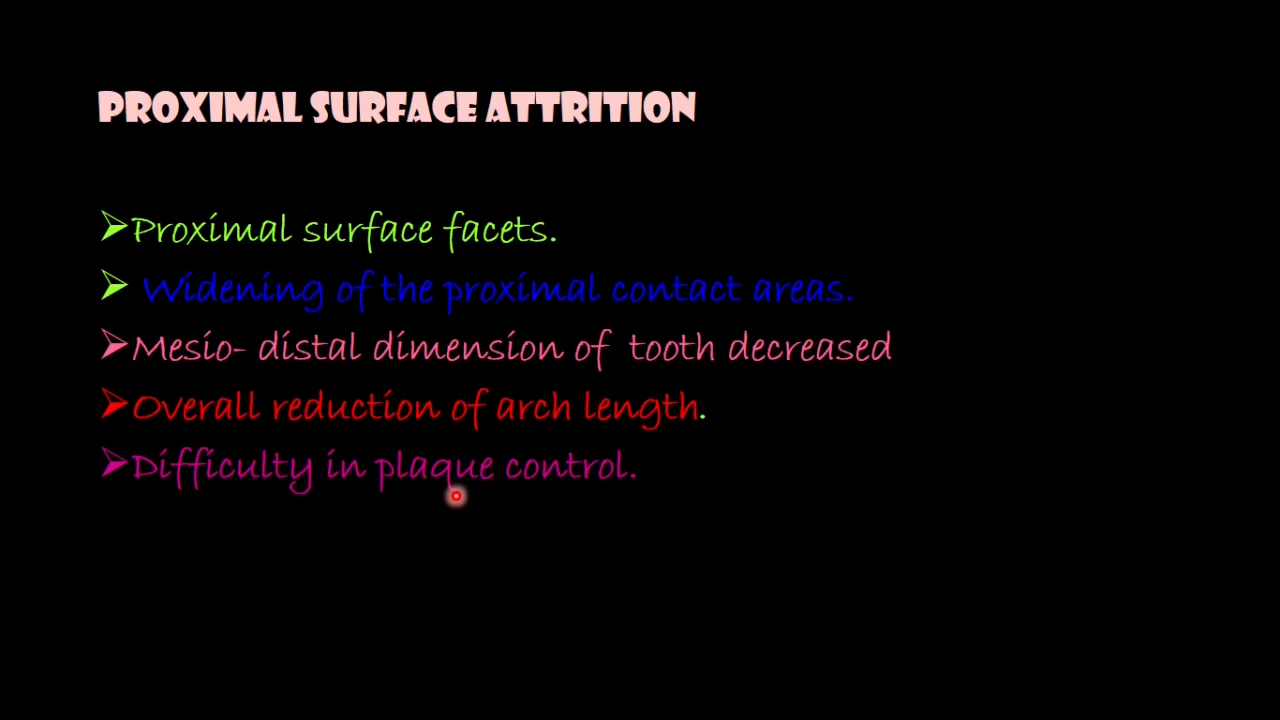 PROXIMAL SURFACE ATTRITION
➢Proximal surface facets.
➢ Widening of the proximal contact areas.
➢Mesio- distal dimension of tooth decreased
➢Overall reduction of arch length.
➢Difficulty in plaque control.